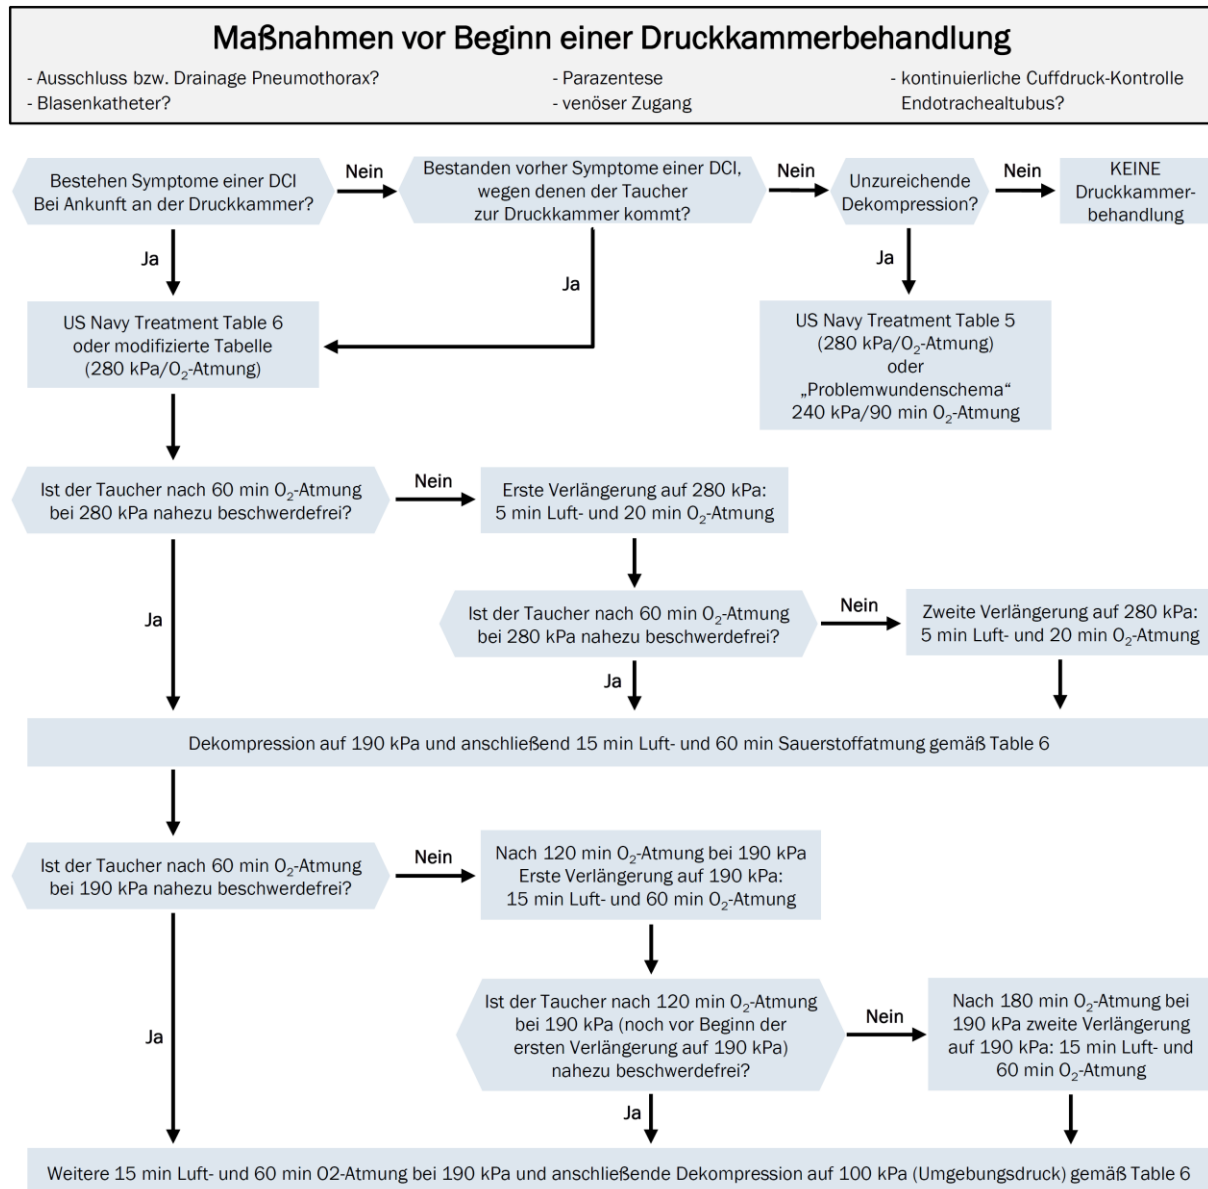 Maßnahmen vor Beginn einer Druckkammerbehandlung
- Ausschluss bzw. Drainage Pneumothorax?
- Blasenkatheter?
- Parazentese
- venöser Zugang
- kontinuierliche Cuffdruck-Kontrolle
Endotrachealtubus?
Bestehen Symptome einer DCI
Bei Ankunft an der Druckkammer?
Nein
Bestanden vorher Symptome einer DCI,
wegen denen der Taucher
zur Druckkammer kommt?
Nein
Unzureichende
Dekompression?
Nein
KEINE
Druckkammer-
behandlung
Ja
Ja
Ja
US Navy Treatment Table 6
oder modifizierte Tabelle
(280 kPa/O₂-Atmung)
US Navy Treatment Table 5
(280 kPa/O₂-Atmung)
oder
„Problemwundenschema“
240 kPa/90 min O₂-Atmung
Ist der Taucher nach 60 min O₂-Atmung
bei 280 kPa nahezu beschwerdefrei?
Nein
Erste Verlängerung auf 280 kPa:
5 min Luft- und 20 min O₂-Atmung
Ja
Ist der Taucher nach 60 min O₂-Atmung
bei 280 kPa nahezu beschwerdefrei?
Nein
Zweite Verlängerung auf 280 kPa:
5 min Luft- und 20 min O₂-Atmung
Ja
Dekompression auf 190 kPa und anschließend 15 min Luft- und 60 min Sauerstoffatmung gemäß Table 6
Ist der Taucher nach 60 min O₂-Atmung
bei 190 kPa nahezu beschwerdefrei?
Nein
Nach 120 min O₂-Atmung bei 190 kPa
Erste Verlängerung auf 190 kPa:
15 min Luft- und 60 min O₂-Atmung
Ja
Ist der Taucher nach 120 min O₂-Atmung
bei 190 kPa (noch vor Beginn der
ersten Verlängerung auf 190 kPa)
nahezu beschwerdefrei?
Nein
Nach 180 min O₂-Atmung bei
190 kPa zweite Verlängerung
auf 190 kPa: 15 min Luft- und
60 min O₂-Atmung
Ja
Weitere 15 min Luft- und 60 min O2-Atmung bei 190 kPa und anschließende Dekompression auf 100 kPa (Umgebungsdruck) gemäß Table 6